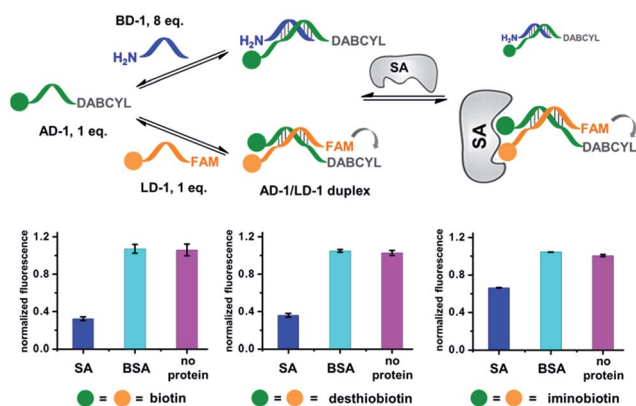 BD-1, 8 eq.
H₂N
H₂N
DABCYL
H₂N
DABCYL
SA
DABCYL
AD-1, 1 eq.
FAM
DABCYL
FAM
LD-1, 1 eq.
AD-1/LD-1 duplex
SA
FAM
DABCYL
normalized fluorescence
1.2
0.8
0.4
0.0
SA BSA no protein
= = biotin
normalized fluorescence
1.2
0.8
0.4
0.0
SA BSA no protein
= = desthiobiotin
normalized fluorescence
1.2
0.8
0.4
0.0
SA BSA no protein
= = iminobiotin